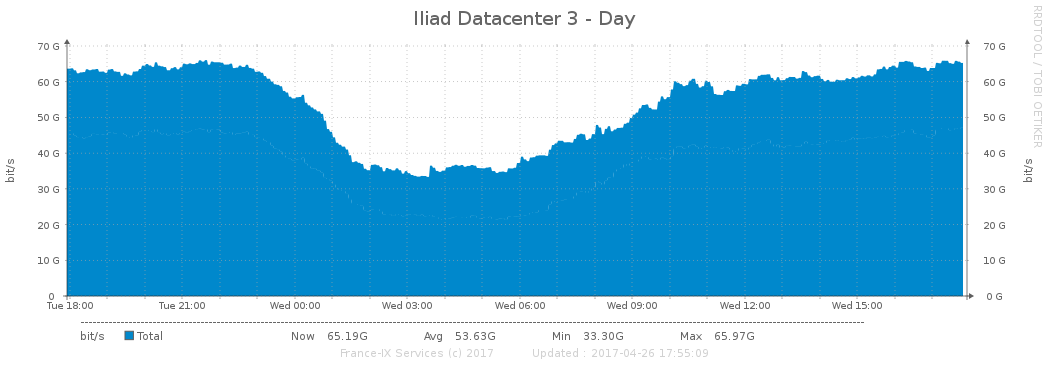 Iliad Datacenter 3 - Day
RRDTOOL / TOBI OETIKER
70 G 70 G
60 G 60 G
50 G 50 G
40 G 40 G
30 G 30 G
20 G 20 G
10 G 10 G
0 0 G
bit/s bit/s
Tue 18:00 Tue 21:00 Wed 00:00 Wed 03:00 Wed 06:00 Wed 09:00 Wed 12:00 Wed 15:00
bit/s Total Now 65.19G Avg 53.63G Min 33.30G Max 65.97G
France-IX Services (c) 2017 Updated : 2017-04-26 17:55:09